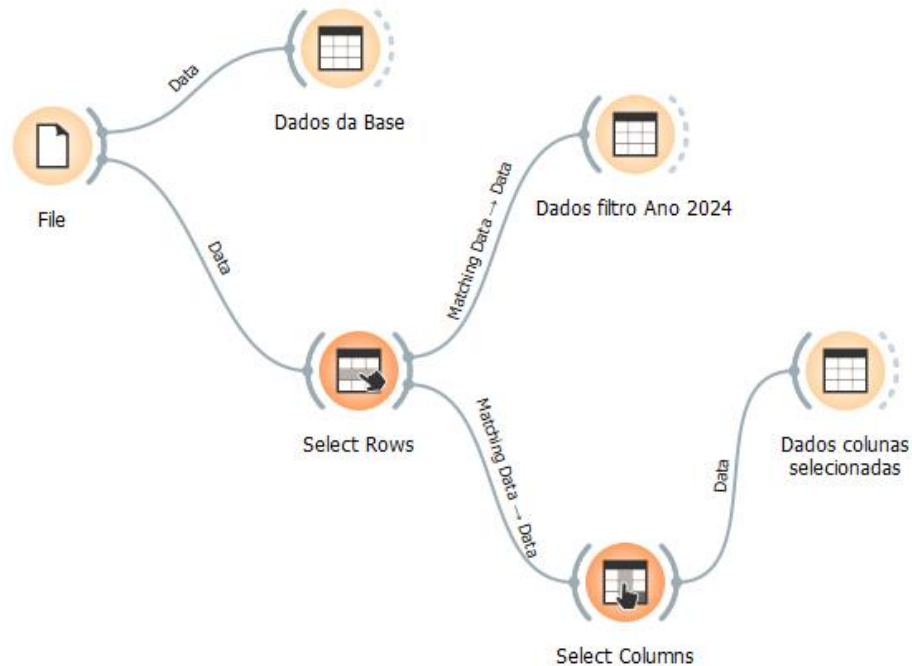 Data
Dados da Base
File
Matching Data → Data
Dados filtro Ano 2024
Data
Select Rows
Matching Data → Data
Data
Dados colunas
selecionadas
Select Columns